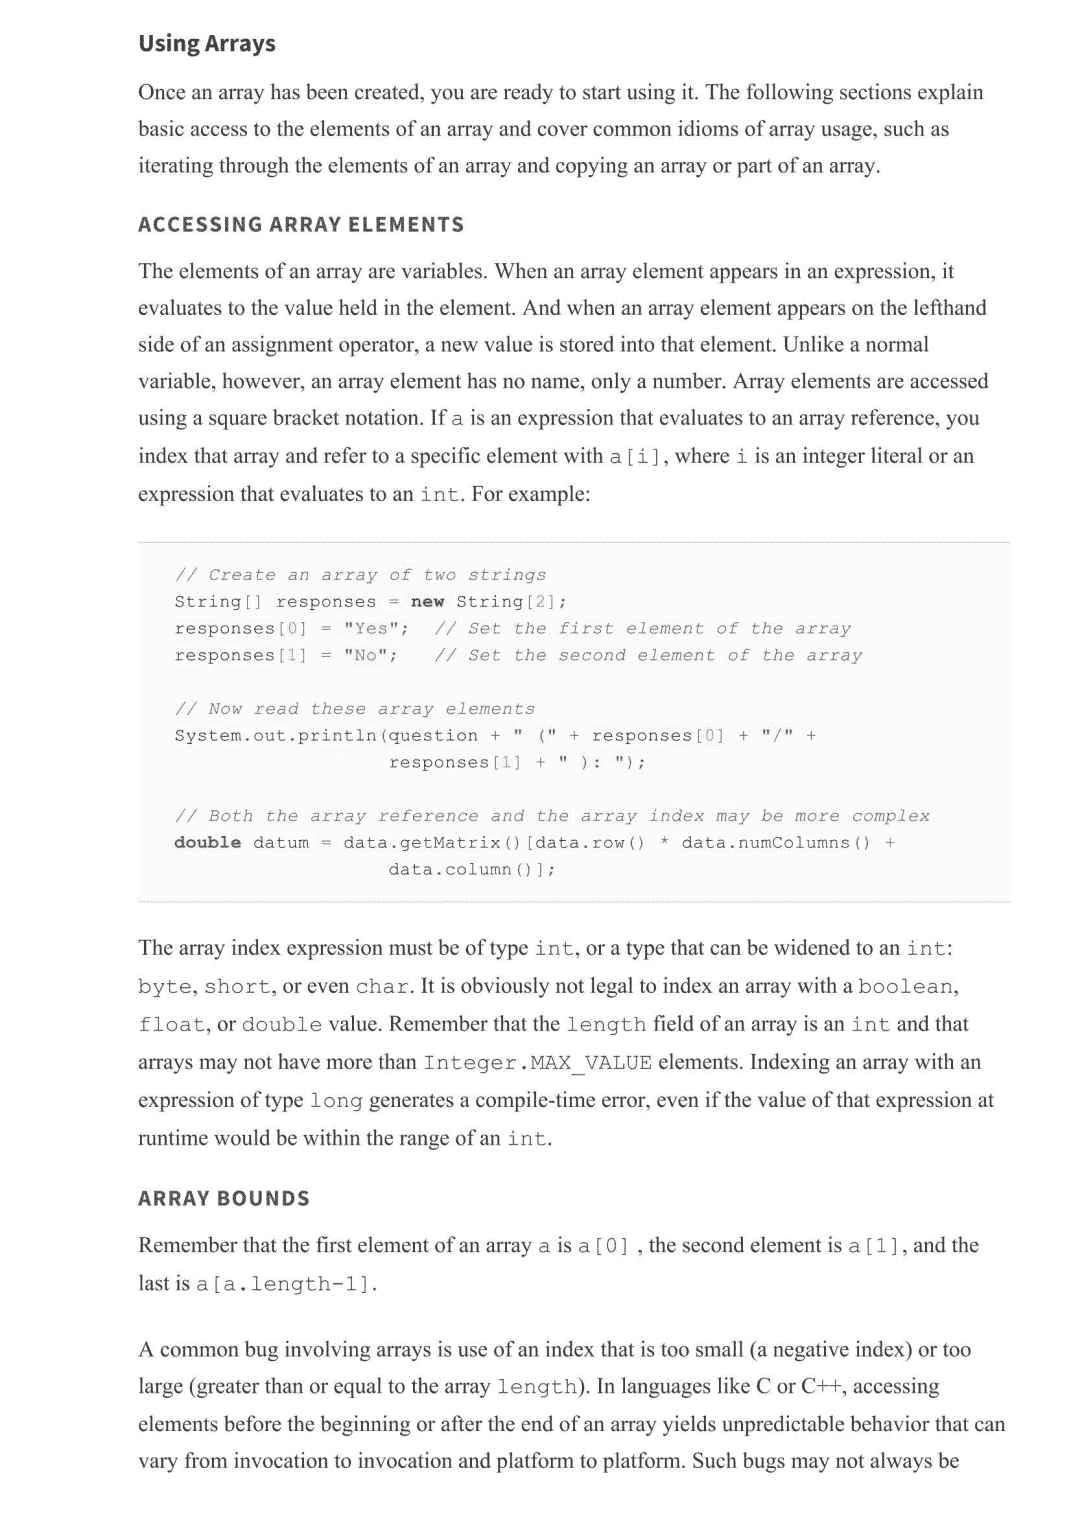 Using Arrays
Once an array has been created, you are ready to start using it. The following sections explain
basic access to the elements of an array and cover common idioms of array usage, such as
iterating through the elements of an array and copying an array or part of an array.
ACCESSING ARRAY ELEMENTS
The elements of an array are variables. When an array element appears in an expression, it
evaluates to the value held in the element. And when an array element appears on the lefthand
side of an assignment operator, a new value is stored into that element. Unlike a normal
variable, however, an array element has no name, only a number. Array elements are accessed
using a square bracket notation. If a is an expression that evaluates to an array reference, you
index that array and refer to a specific element with a[i], where i is an integer literal or an
expression that evaluates to an int. For example:
// Create an array of two strings
String[] responses = new String[2];
responses[0] = "Yes";  // Set the first element of the array
responses[1] = "No";   // Set the second element of the array
// Now read these array elements
System.out.println(question + " (" + responses[0] + "/" +
responses[1] + " ): ");
// Both the array reference and the array index may be more complex
double datum = data.getMatrix()[data.row() * data.numColumns() +
data.column()];
The array index expression must be of type int, or a type that can be widened to an int:
byte, short, or even char. It is obviously not legal to index an array with a boolean,
float, or double value. Remember that the length field of an array is an int and that
arrays may not have more than Integer.MAX_VALUE elements. Indexing an array with an
expression of type long generates a compile-time error, even if the value of that expression at
runtime would be within the range of an int.
ARRAY BOUNDS
Remember that the first element of an array a is a[0] , the second element is a[1], and the
last is a[a.length-1].
A common bug involving arrays is use of an index that is too small (a negative index) or too
large (greater than or equal to the array length). In languages like C or C++, accessing
elements before the beginning or after the end of an array yields unpredictable behavior that can
vary from invocation to invocation and platform to platform. Such bugs may not always be